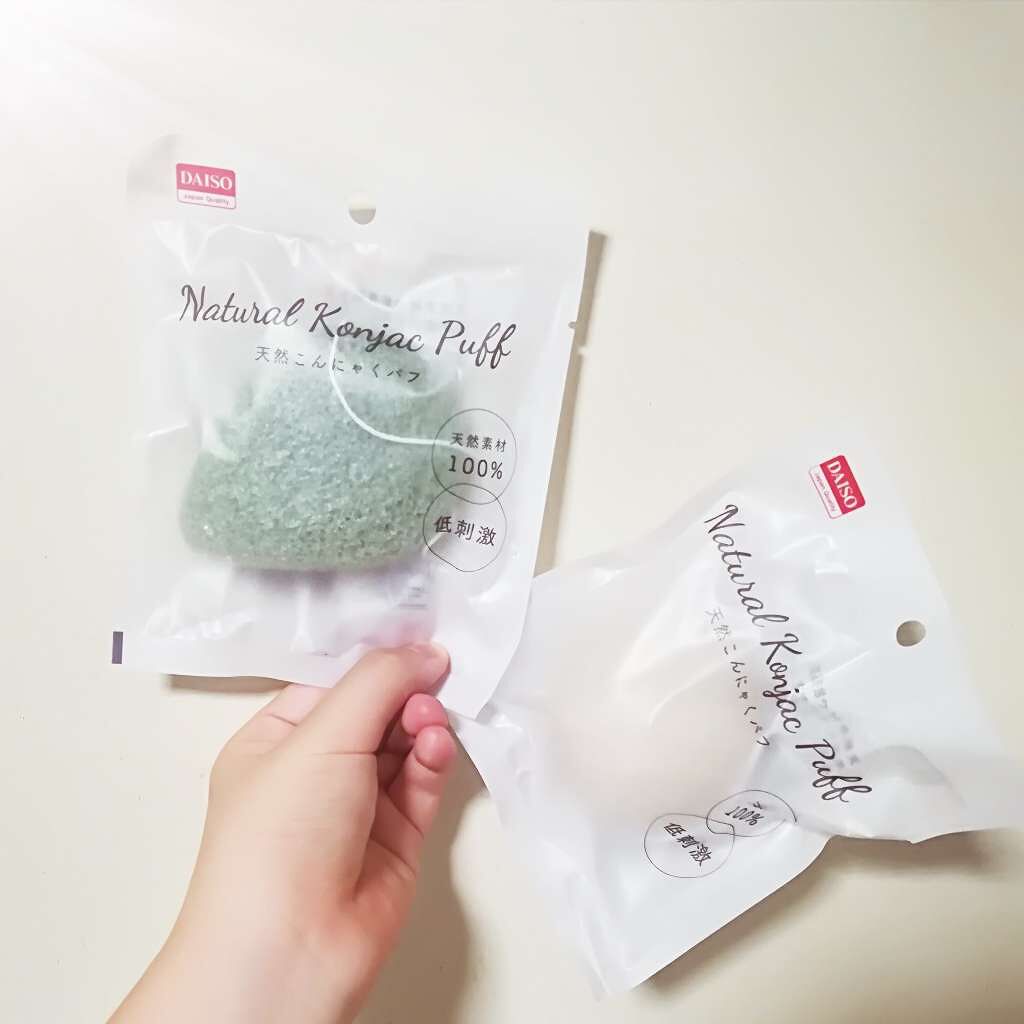 DAISO
Japan Quality
Natural Konjac Puff
天然こんにゃくパフ
天然素材
100%
低刺激
DAISO
Japan Quality
Natural Konjac Puff
天然こんにゃくパフ
100%
低刺激